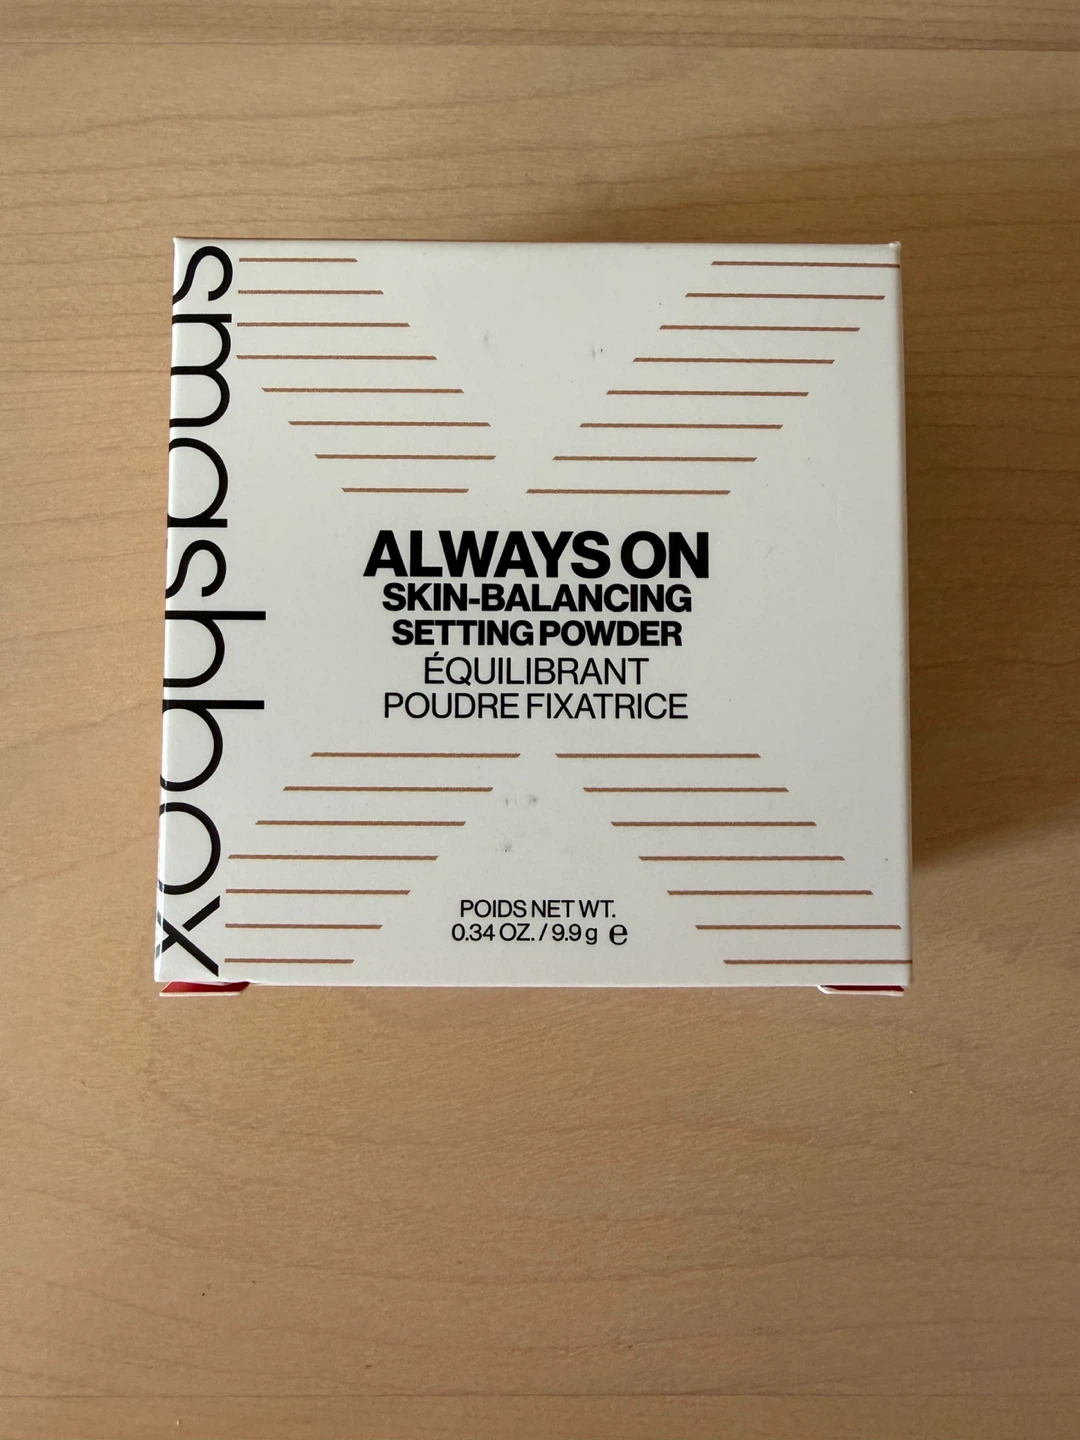 smashbox
ALWAYS ON
SKIN-BALANCING
SETTING POWDER
ÉQUILIBRANT
POUDRE FIXATRICE
POIDS NET WT.
0.34 OZ. / 9.9 g ℮